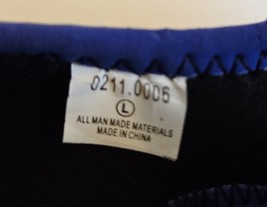 0211.0006
L
ALL MAN MADE MATERIALS
MADE IN CHINA